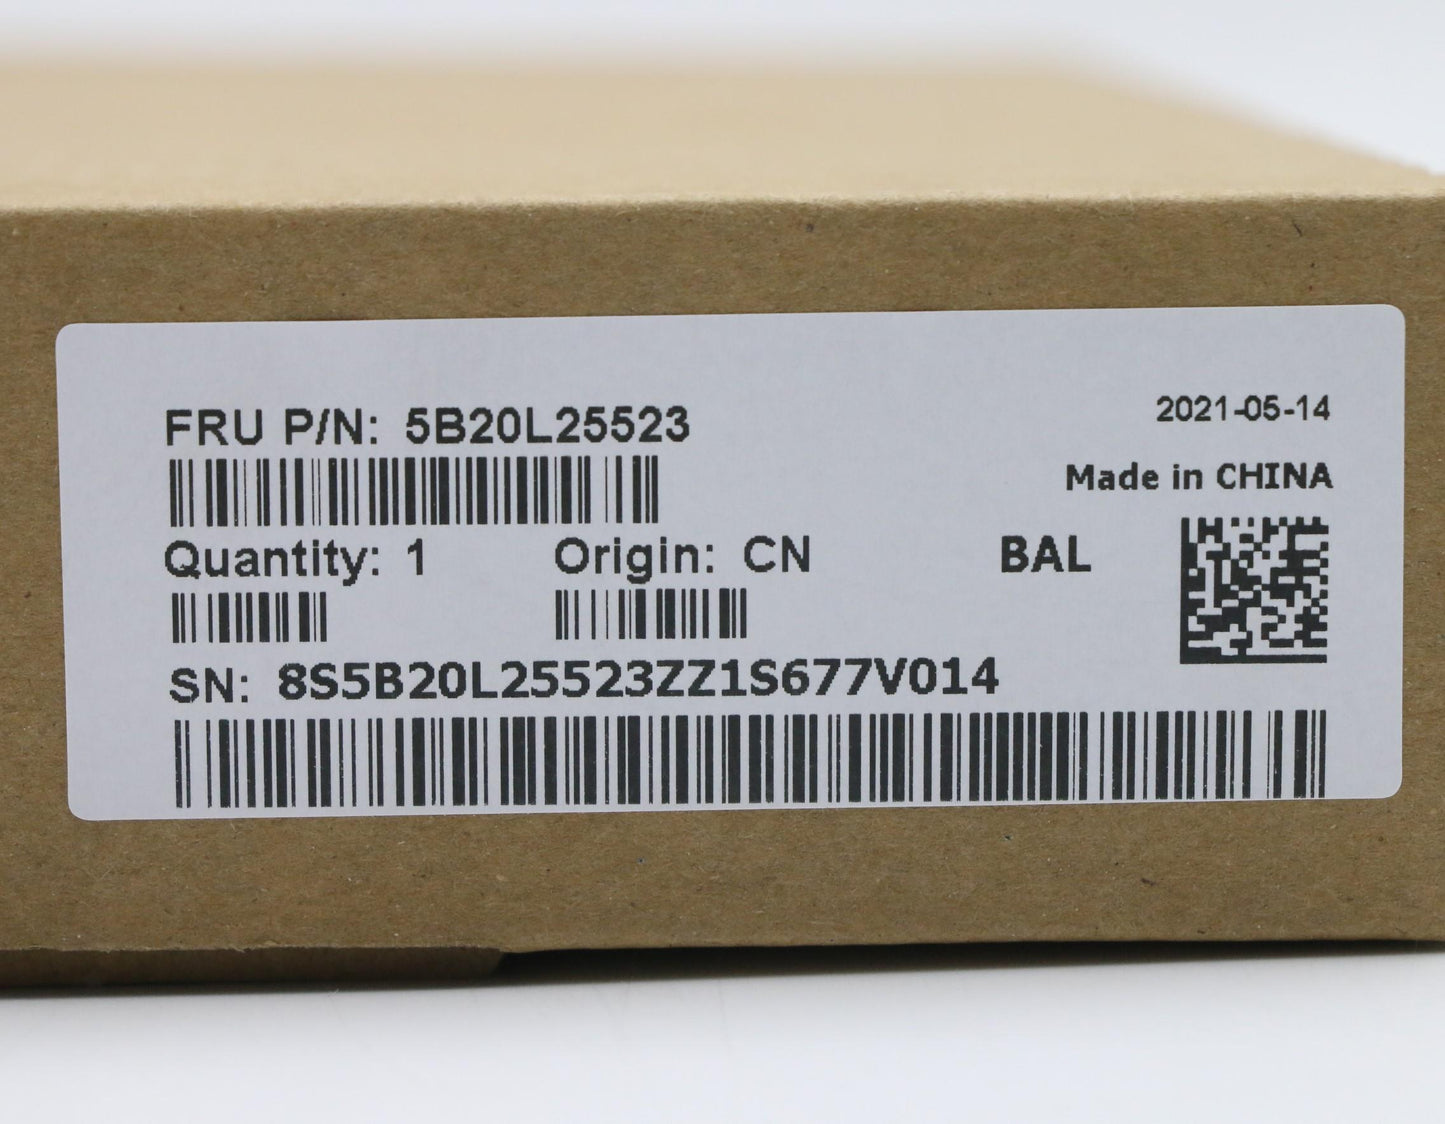 FRU P/N: 5B20L25523
2021-05-14
Made in CHINA
Quantity: 1
Origin: CN
BAL
SN: 8S5B20L25523ZZ1S677V014